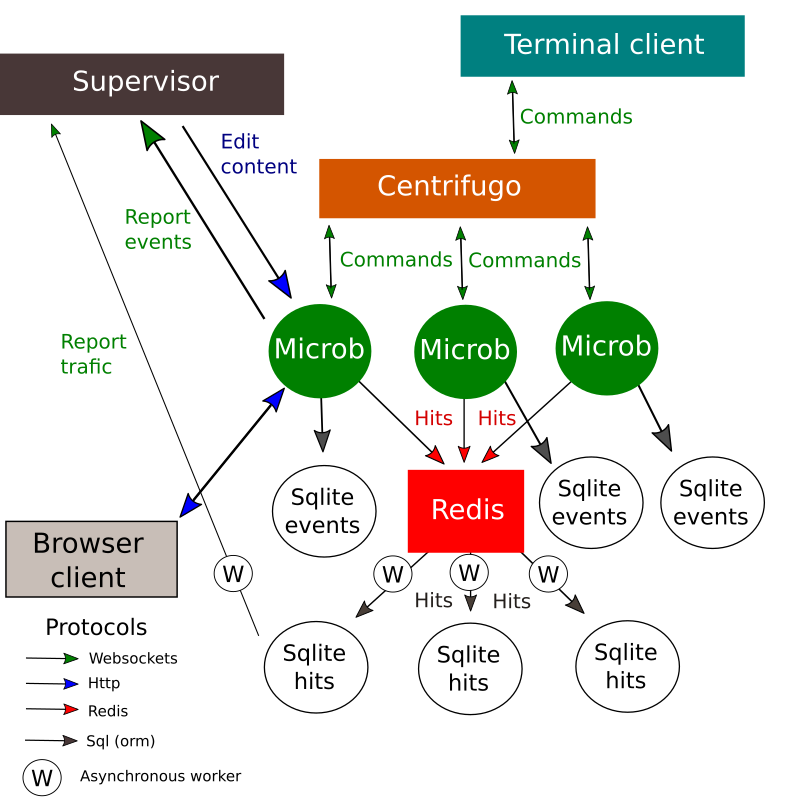 Terminal client
Supervisor
Commands
Edit
content
Centrifugo
Report
events
Commands
Commands
Report
trafic
Microb
Microb
Microb
Hits
Hits
Sqlite
events
Redis
Sqlite
events
Sqlite
events
Browser
client
W
W
W
W
Hits
Hits
Protocols
Websockets
Http
Redis
Sql (orm)
W
Asynchronous worker
Sqlite
hits
Sqlite
hits
Sqlite
hits